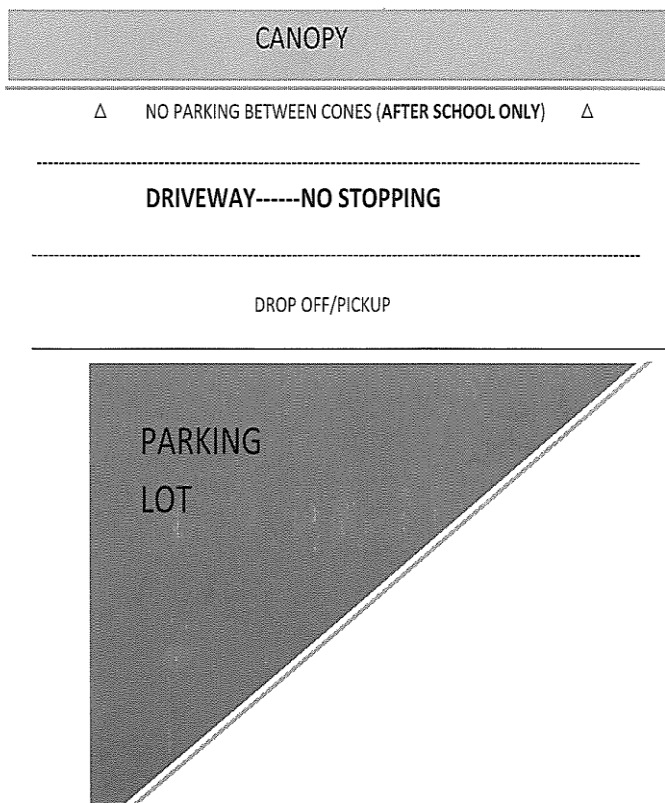 CANOPY
Δ NO PARKING BETWEEN CONES (AFTER SCHOOL ONLY) Δ
DRIVEWAY------NO STOPPING
DROP OFF/PICKUP
PARKING
LOT